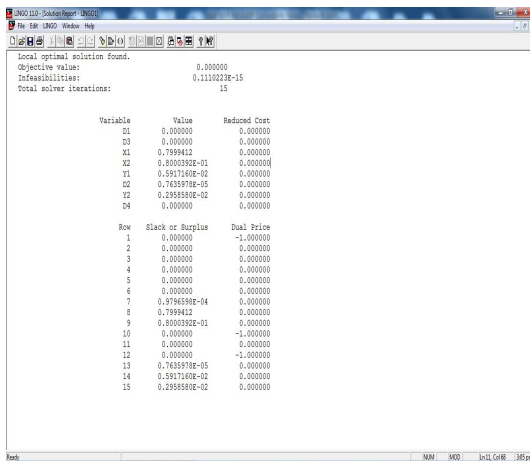 LINGO 11.0 - [Solution Report - LINGO1]
File Edit LINGO Window Help
Local optimal solution found.
Objective value: 0.000000
Infeasibilities: 0.1110223E-15
Total solver iterations: 15
Variable Value Reduced Cost
D1 0.000000 0.000000
D3 0.000000 0.000000
X1 0.7999412 0.000000
X2 0.8000392E-01 0.000000
Y1 0.5917160E-02 0.000000
D2 0.7635978E-05 0.000000
Y2 0.2958580E-02 0.000000
D4 0.000000 0.000000
Row Slack or Surplus Dual Price
1 0.000000 -1.000000
2 0.000000 0.000000
3 0.000000 0.000000
4 0.000000 0.000000
5 0.000000 0.000000
6 0.000000 0.000000
7 0.9796598E-04 0.000000
8 0.7999412 0.000000
9 0.8000392E-01 0.000000
10 0.000000 -1.000000
11 0.000000 0.000000
12 0.000000 -1.000000
13 0.7635978E-05 0.000000
14 0.5917160E-02 0.000000
15 0.2958580E-02 0.000000
Ready NUM MOD Ln 11, Col 68 3:05 p